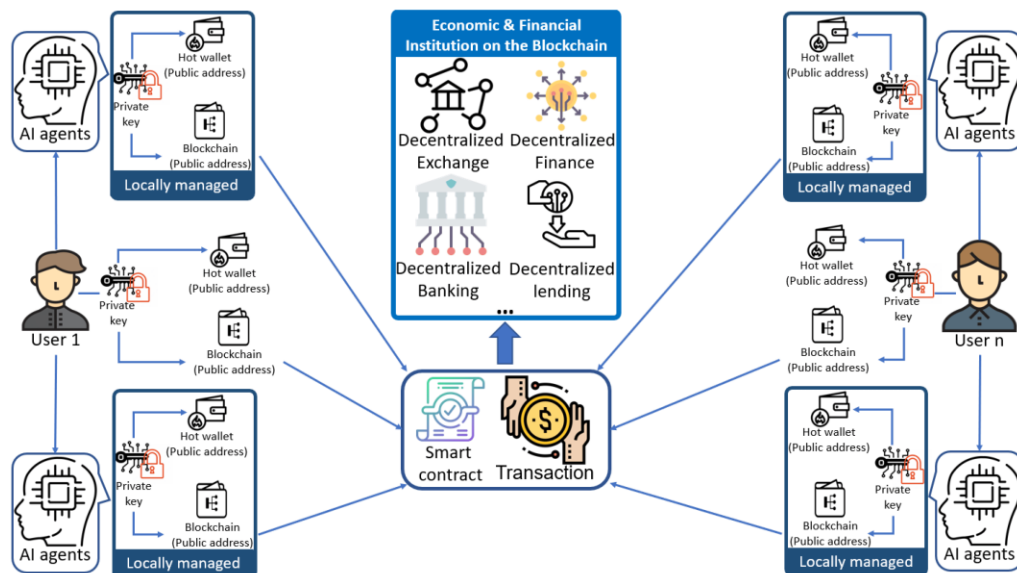 Economic & Financial
Institution on the Blockchain
Decentralized
Exchange
Decentralized
Finance
Decentralized
Banking
Decentralized
lending
...
AI agents
Private
key
Hot wallet
(Public address)
Blockchain
(Public address)
Locally managed
User 1
Private
key
Hot wallet
(Public address)
Blockchain
(Public address)
AI agents
Private
key
Hot wallet
(Public address)
Blockchain
(Public address)
Locally managed
Smart
contract
Transaction
Hot wallet
(Public address)
Private
key
Blockchain
(Public address)
Locally managed
AI agents
Hot wallet
(Public address)
Private
key
Blockchain
(Public address)
User n
Hot wallet
(Public address)
Private
key
Blockchain
(Public address)
Locally managed
AI agents